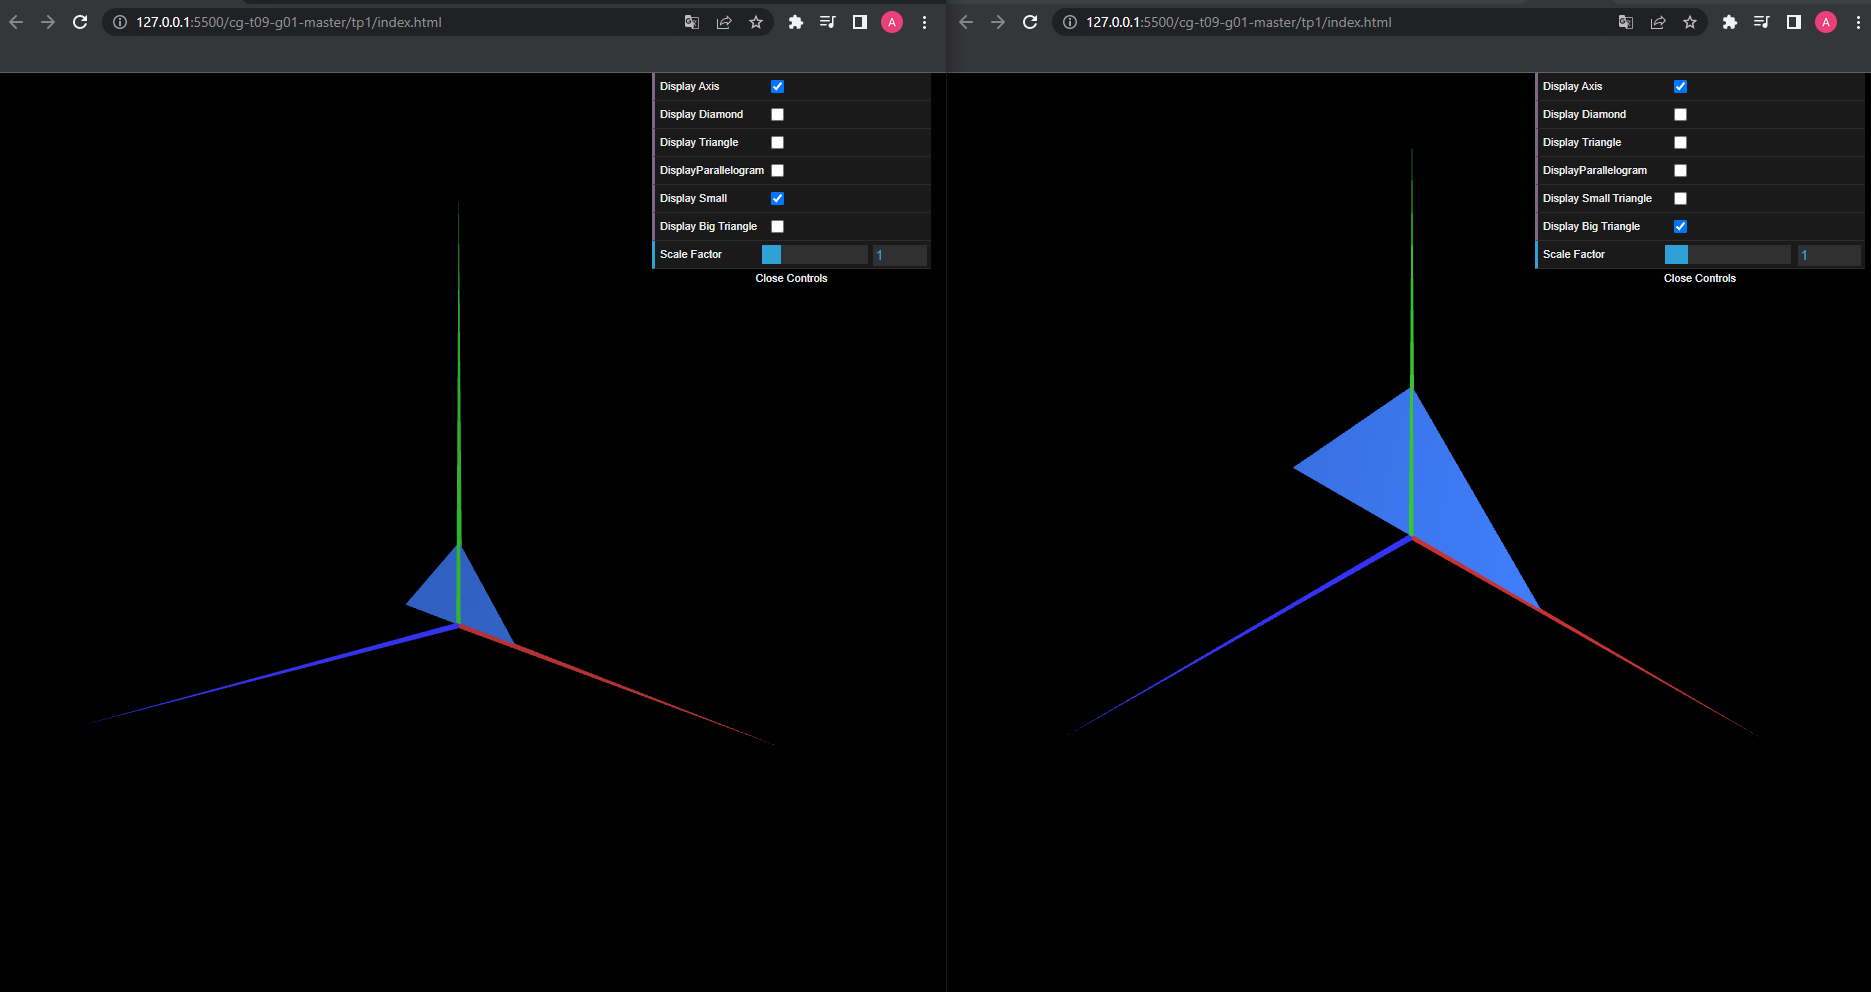 127.0.0.1:5500/cg-t09-g01-master/tp1/index.html
A
Display Axis
Display Diamond
Display Triangle
DisplayParallelogram
Display Small
Display Big Triangle
Scale Factor
1
Close Controls
127.0.0.1:5500/cg-t09-g01-master/tp1/index.html
A
Display Axis
Display Diamond
Display Triangle
DisplayParallelogram
Display Small Triangle
Display Big Triangle
Scale Factor
1
Close Controls